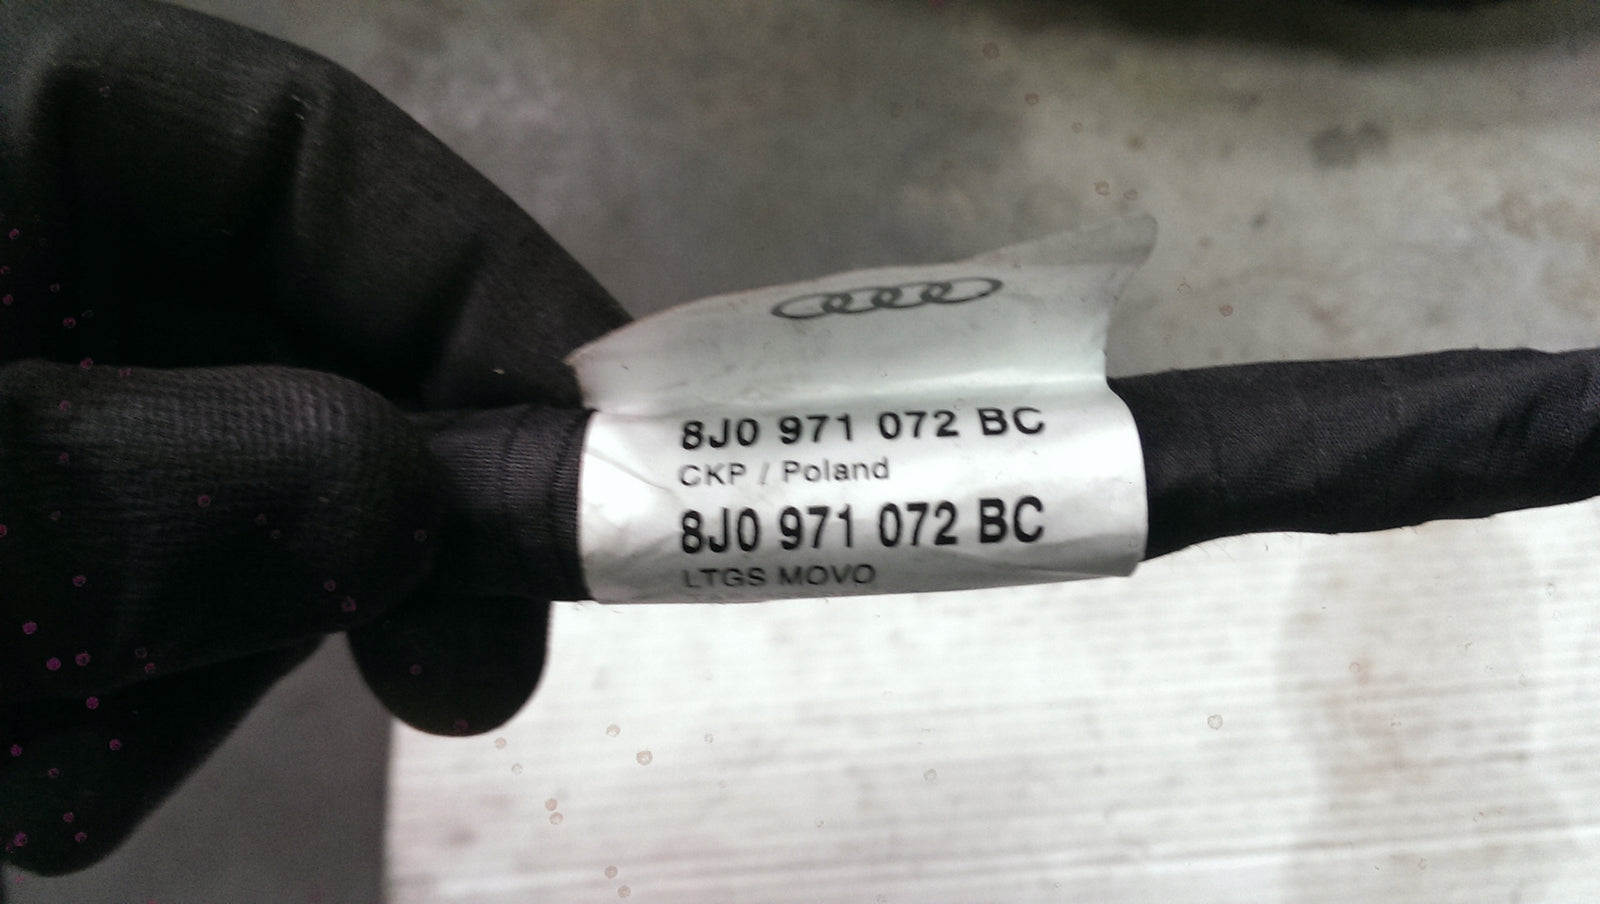 8J0 971 072 BC
CKP / Poland
8J0 971 072 BC
LTGS MOVO